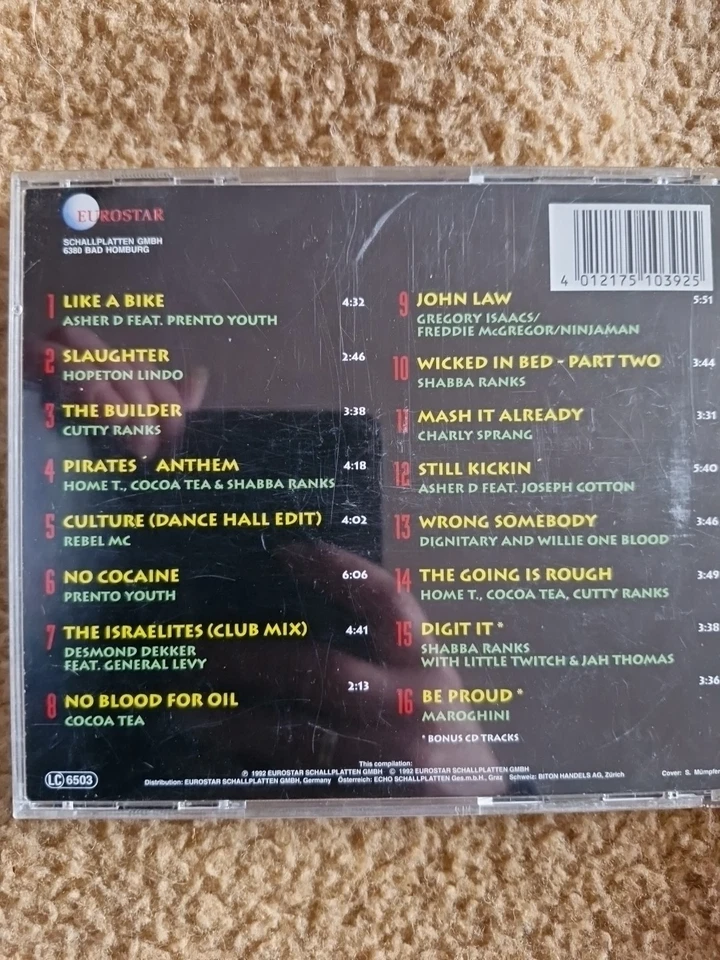 EUROSTAR
SCHALLPLATTEN GMBH
6380 BAD HOMBURG
4 012175 103925
1 LIKE A BIKE 4:32
ASHER D FEAT. PRENTO YOUTH
2 SLAUGHTER 2:46
HOPETON LINDO
3 THE BUILDER 3:38
CUTTY RANKS
4 PIRATES´ ANTHEM 4:18
HOME T., COCOA TEA & SHABBA RANKS
5 CULTURE (DANCE HALL EDIT) 4:02
REBEL MC
6 NO COCAINE 6:06
PRENTO YOUTH
7 THE ISRAELITES (CLUB MIX) 4:41
DESMOND DEKKER
FEAT. GENERAL LEVY
8 NO BLOOD FOR OIL 2:13
COCOA TEA
9 JOHN LAW 5:51
GREGORY ISAACS/
FREDDIE McGREGOR/NINJAMAN
10 WICKED IN BED - PART TWO 3:44
SHABBA RANKS
11 MASH IT ALREADY 3:31
CHARLY SPRANG
12 STILL KICKIN 5:40
ASHER D FEAT. JOSEPH COTTON
13 WRONG SOMEBODY 3:46
DIGNITARY AND WILLIE ONE BLOOD
14 THE GOING IS ROUGH 3:49
HOME T., COCOA TEA, CUTTY RANKS
15 DIGIT IT * 3:38
SHABBA RANKS
WITH LITTLE TWITCH & JAH THOMAS
16 BE PROUD * 3:36
MAROGHINI
* BONUS CD TRACKS
LC 6503
This compilation:
℗ 1992 EUROSTAR SCHALLPLATTEN GMBH © 1992 EUROSTAR SCHALLPLATTEN GMBH
Distribution: EUROSTAR SCHALLPLATTEN GMBH, Germany Österreich: ECHO SCHALLPLATTEN Ges.m.b.H., Graz Schweiz: BITON HANDELS AG, Zürich
Cover: S. Mümpfer